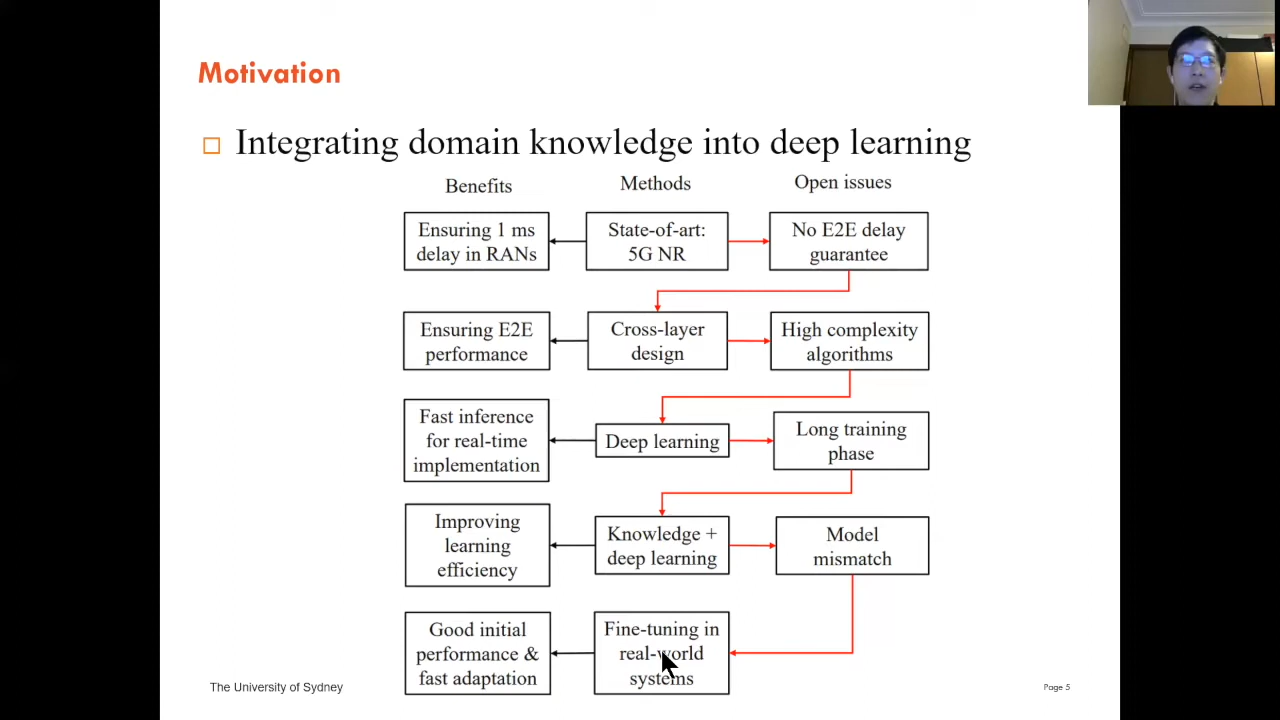 Motivation
Integrating domain knowledge into deep learning
Benefits
Methods
Open issues
Ensuring 1 ms
delay in RANs
State-of-art:
5G NR
No E2E delay
guarantee
Ensuring E2E
performance
Cross-layer
design
High complexity
algorithms
Fast inference
for real-time
implementation
Deep learning
Long training
phase
Improving
learning
efficiency
Knowledge +
deep learning
Model
mismatch
Good initial
performance &
fast adaptation
Fine-tuning in
real-world
systems
The University of Sydney
Page 5